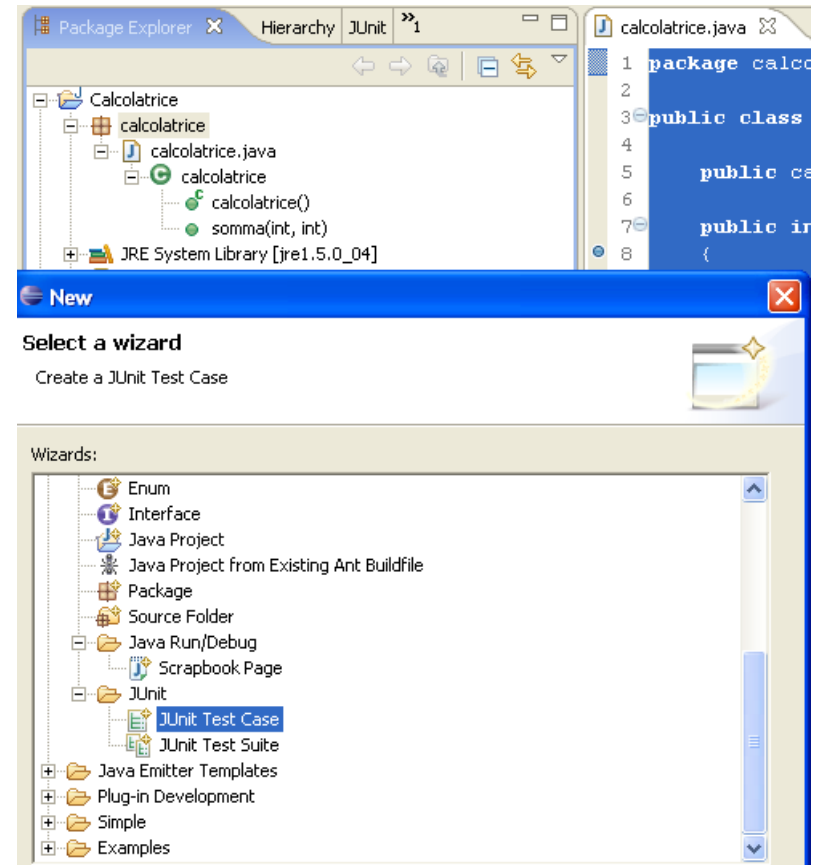 Package Explorer Hierarchy JUnit »1
Calcolatrice
calcolatrice
calcolatrice.java
calcolatrice
calcolatrice()
somma(int, int)
JRE System Library [jre1.5.0_04]
calcolatrice.java
1 package calco
2
3 public class
4
5 public ca
6
7 public in
8 {
New
Select a wizard
Create a JUnit Test Case
Wizards:
Enum
Interface
Java Project
Java Project from Existing Ant Buildfile
Package
Source Folder
Java Run/Debug
Scrapbook Page
JUnit
JUnit Test Case
JUnit Test Suite
Java Emitter Templates
Plug-in Development
Simple
Examples